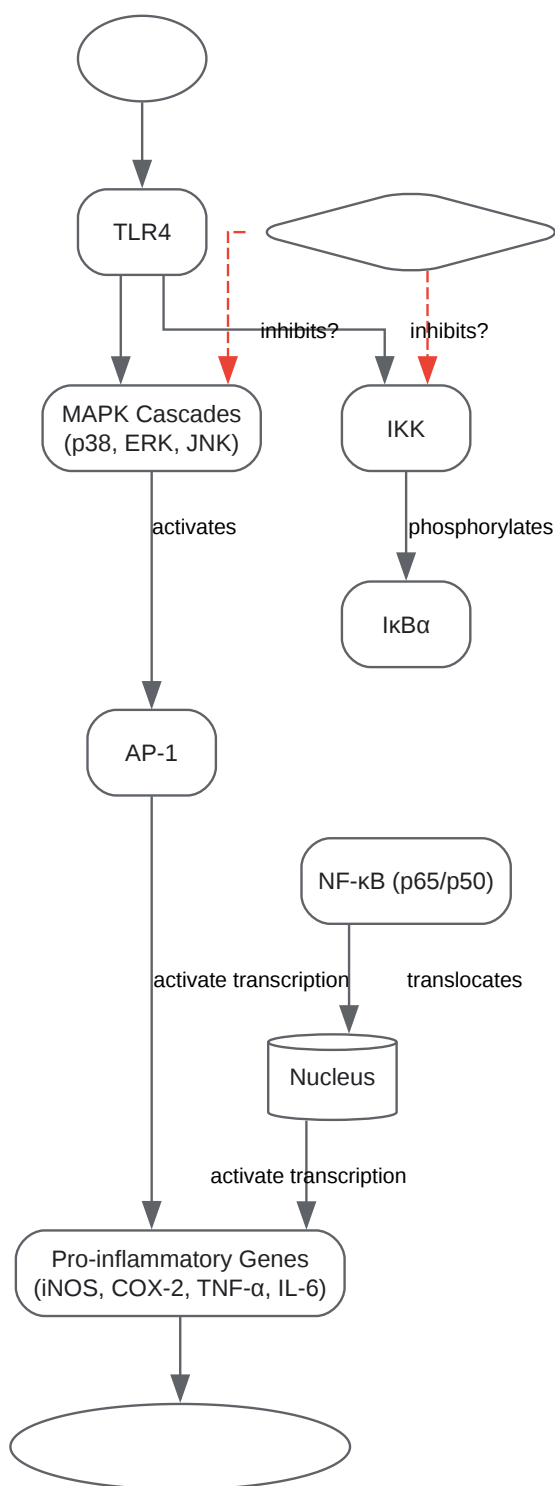 TLR4
inhibits?
inhibits?
MAPK Cascades
(p38, ERK, JNK)
IKK
activates
phosphorylates
IκBα
AP-1
NF-κB (p65/p50)
activate transcription
translocates
Nucleus
activate transcription
Pro-inflammatory Genes
(iNOS, COX-2, TNF-α, IL-6)